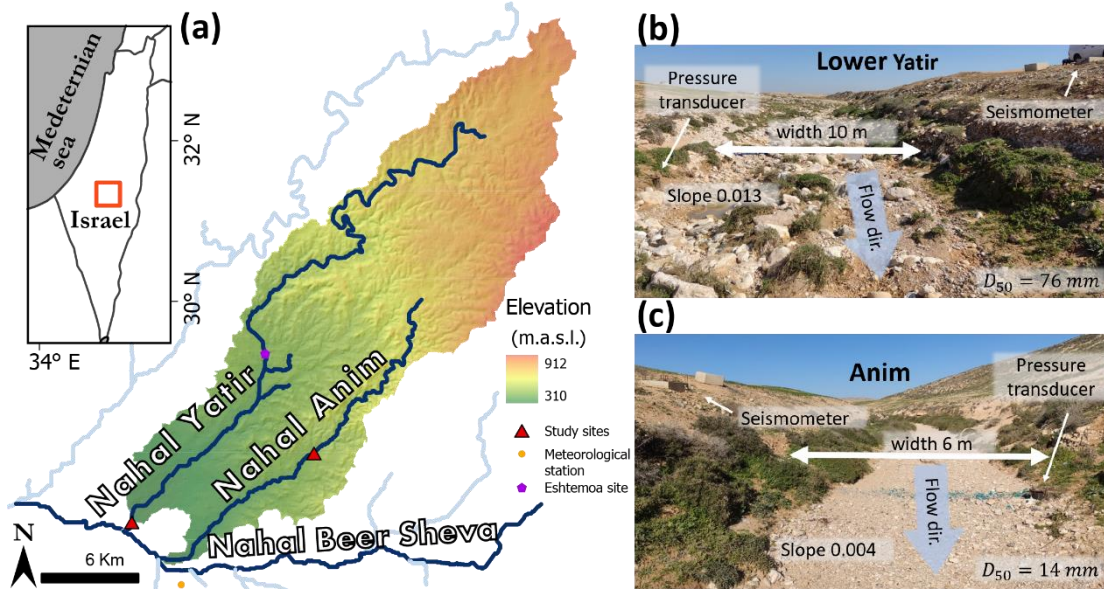 (a)
Medeternian
sea
Israel
32° N
30° N
34° E
Nahal Yatir
Nahal Anim
Nahal Beer Sheva
N
6 Km
Elevation
(m.a.s.l.)
912
310
Study sites
Meteorological
station
Eshtemoa site
(b)
Lower Yatir
Pressure
transducer
Seismometer
width 10 m
Slope 0.013
Flow dir.
D50 = 76 mm
(c)
Anim
Pressure
transducer
Seismometer
width 6 m
Flow dir.
Slope 0.004
D50 = 14 mm